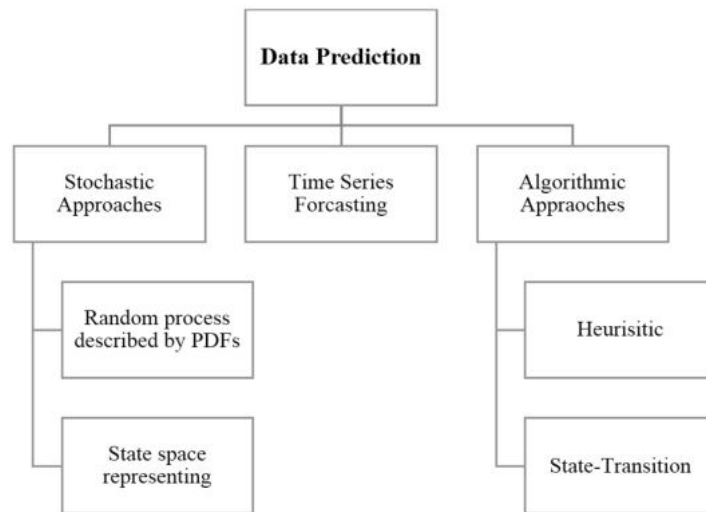 Data Prediction
Stochastic
Approaches
Time Series
Forcasting
Algorithmic
Appraoches
Random process
described by PDFs
Heurisitic
State space
representing
State-Transition